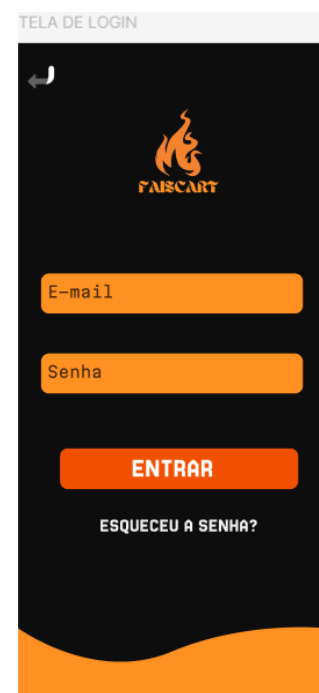 TELA DE LOGIN
FAISCART
E-mail
Senha
ENTRAR
ESQUECEU A SENHA?